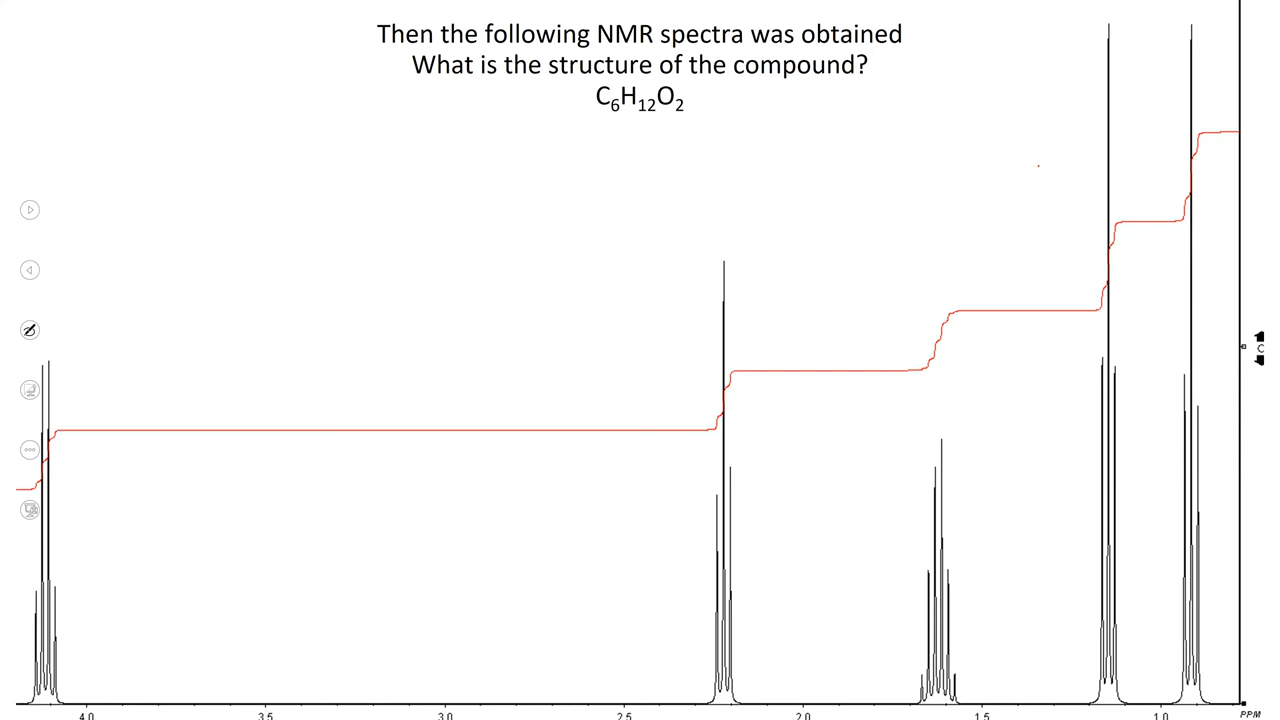 Then the following NMR spectra was obtained
What is the structure of the compound?
C₆H₁₂O₂
4.0 3.5 3.0 2.5 2.0 1.5 1.0 PPM